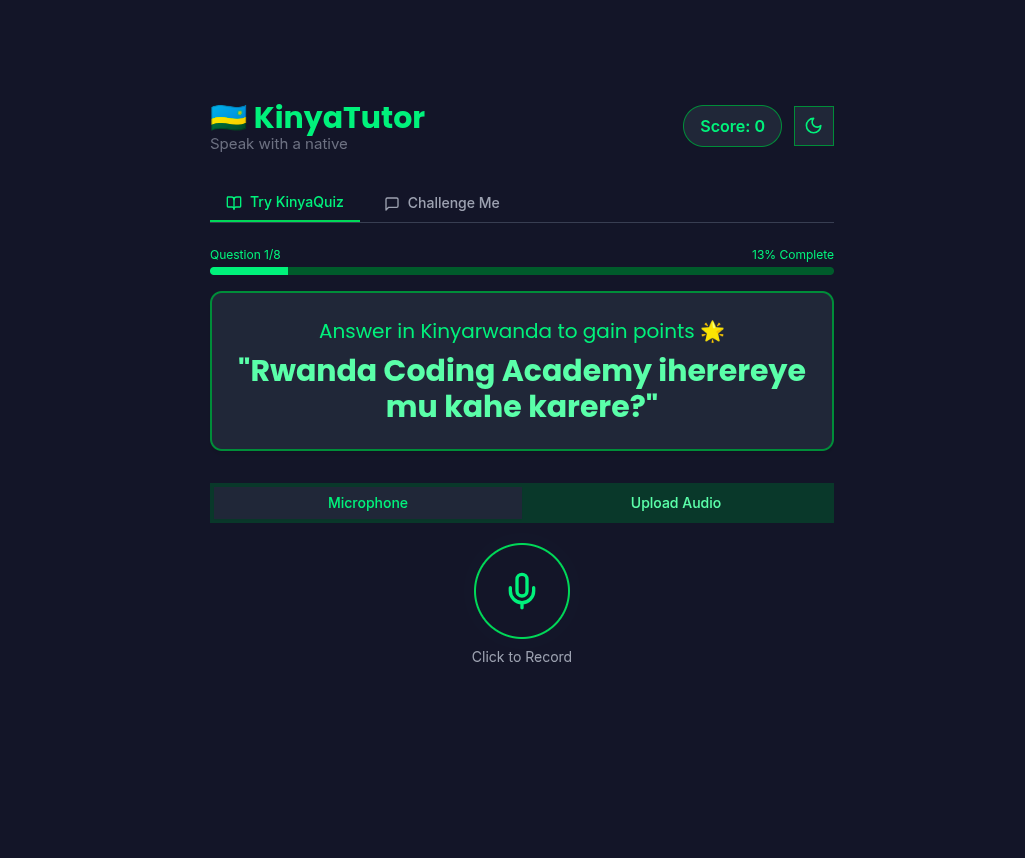 🇷🇼 KinyaTutor
Speak with a native
Score: 0
Try KinyaQuiz
Challenge Me
Question 1/8
13% Complete
Answer in Kinyarwanda to gain points 🌟
"Rwanda Coding Academy iherereye
mu kahe karere?"
Microphone
Upload Audio
Click to Record